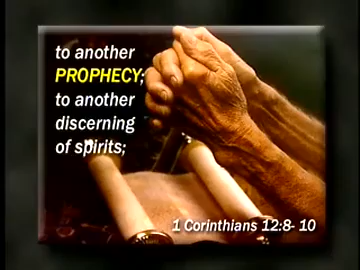 to another
PROPHECY;
to another
discerning
of spirits;
1 Corinthians 12:8- 10